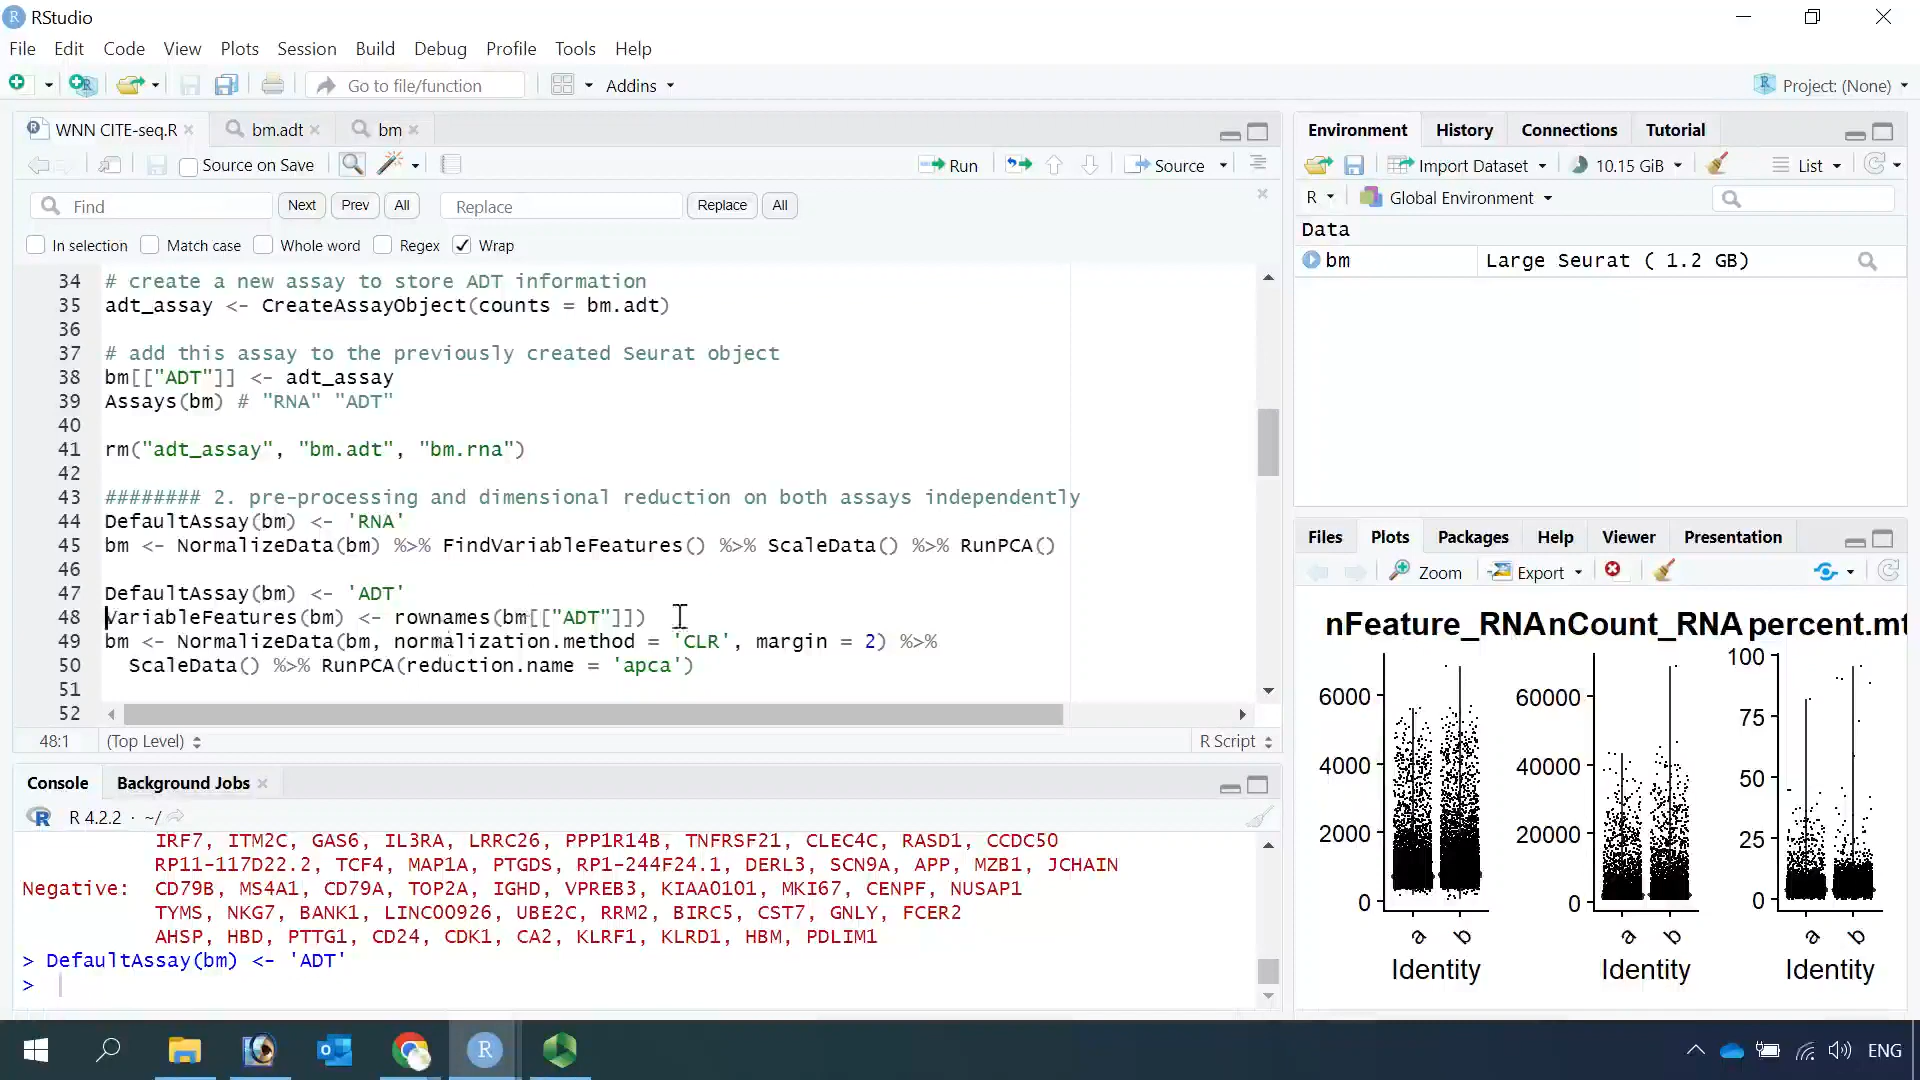 RStudio
File Edit Code View Plots Session Build Debug Profile Tools Help
Go to file/function Addins Project: (None)
WNN CITE-seq.R bm.adt bm
Source on Save Run Source
Find Next Prev All Replace Replace All
In selection Match case Whole word Regex Wrap
34 # create a new assay to store ADT information
35 adt_assay <- CreateAssayObject(counts = bm.adt)
36
37 # add this assay to the previously created Seurat object
38 bm[["ADT"]] <- adt_assay
39 Assays(bm) # "RNA" "ADT"
40
41 rm("adt_assay", "bm.adt", "bm.rna")
42
43 ######## 2. pre-processing and dimensional reduction on both assays independently
44 DefaultAssay(bm) <- 'RNA'
45 bm <- NormalizeData(bm) %>% FindVariableFeatures() %>% ScaleData() %>% RunPCA()
46
47 DefaultAssay(bm) <- 'ADT'
48 VariableFeatures(bm) <- rownames(bm[["ADT"]])
49 bm <- NormalizeData(bm, normalization.method = 'CLR', margin = 2) %>%
50 ScaleData() %>% RunPCA(reduction.name = 'apca')
51
52
48:1 (Top Level) R Script
Console Background Jobs
R 4.2.2 · ~/
IRF7, ITM2C, GAS6, IL3RA, LRRC26, PPP1R14B, TNFRSF21, CLEC4C, RASD1, CCDC50
RP11-117D22.2, TCF4, MAP1A, PTGDS, RP1-244F24.1, DERL3, SCN9A, APP, MZB1, JCHAIN
Negative: CD79B, MS4A1, CD79A, TOP2A, IGHD, VPREB3, KIAA0101, MKI67, CENPF, NUSAP1
TYMS, NKG7, BANK1, LINC00926, UBE2C, RRM2, BIRC5, CST7, GNLY, FCER2
AHSP, HBD, PTTG1, CD24, CDK1, CA2, KLRF1, KLRD1, HBM, PDLIM1
> DefaultAssay(bm) <- 'ADT'
>
Environment History Connections Tutorial
Import Dataset 10.15 GiB List
R Global Environment
Data
bm Large Seurat ( 1.2 GB)
Files Plots Packages Help Viewer Presentation
Zoom Export
nFeature_RNA nCount_RNA percent.mt
6000 60000 100
4000 40000 75
2000 20000 50
0 0 25
0
a b a b a b
Identity Identity Identity
ENG